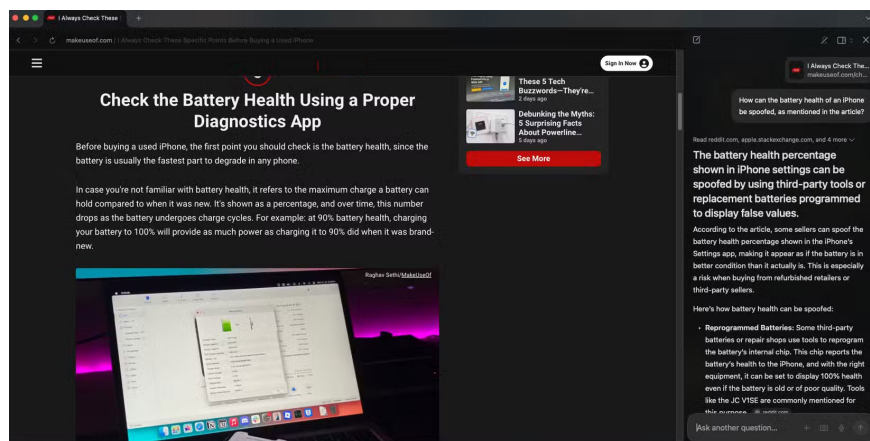 I Always Check These
makeuseof.com / I Always Check These Specific Points Before Buying a Used iPhone
Sign In Now
Check the Battery Health Using a Proper
Diagnostics App
Before buying a used iPhone, the first point you should check is the battery health, since the
battery is usually the fastest part to degrade in any phone.
In case you're not familiar with battery health, it refers to the maximum charge a battery can
hold compared to when it was new. It's shown as a percentage, and over time, this number
drops as the battery undergoes charge cycles. For example: at 90% battery health, charging
your battery to 100% will provide as much power as charging it to 90% did when it was brand-
new.
Raghav Sethi/MakeUseOf
These 5 Tech
Buzzwords—They're...
2 days ago
Debunking the Myths:
5 Surprising Facts
About Powerline...
5 days ago
See More
I Always Check The...
makeuseof.com/ch...
How can the battery health of an iPhone
be spoofed, as mentioned in the article?
Read reddit.com, apple.stackexchange.com, and 4 more
The battery health percentage
shown in iPhone settings can be
spoofed by using third-party tools or
replacement batteries programmed
to display false values.
According to the article, some sellers can spoof the
battery health percentage shown in the iPhone's
Settings app, making it appear as if the battery is in
better condition than it actually is. This is especially
a risk when buying from refurbished retailers or
third-party sellers.
Here's how battery health can be spoofed:
• Reprogrammed Batteries: Some third-party
batteries or repair shops use tools to reprogram
the battery's internal chip. This chip reports the
battery's health to the iPhone, and with the right
equipment, it can be set to display 100% health
even if the battery is old or of poor quality. Tools
like the JC V1SE are commonly mentioned for
this purpose. reddit.com
Ask another question...